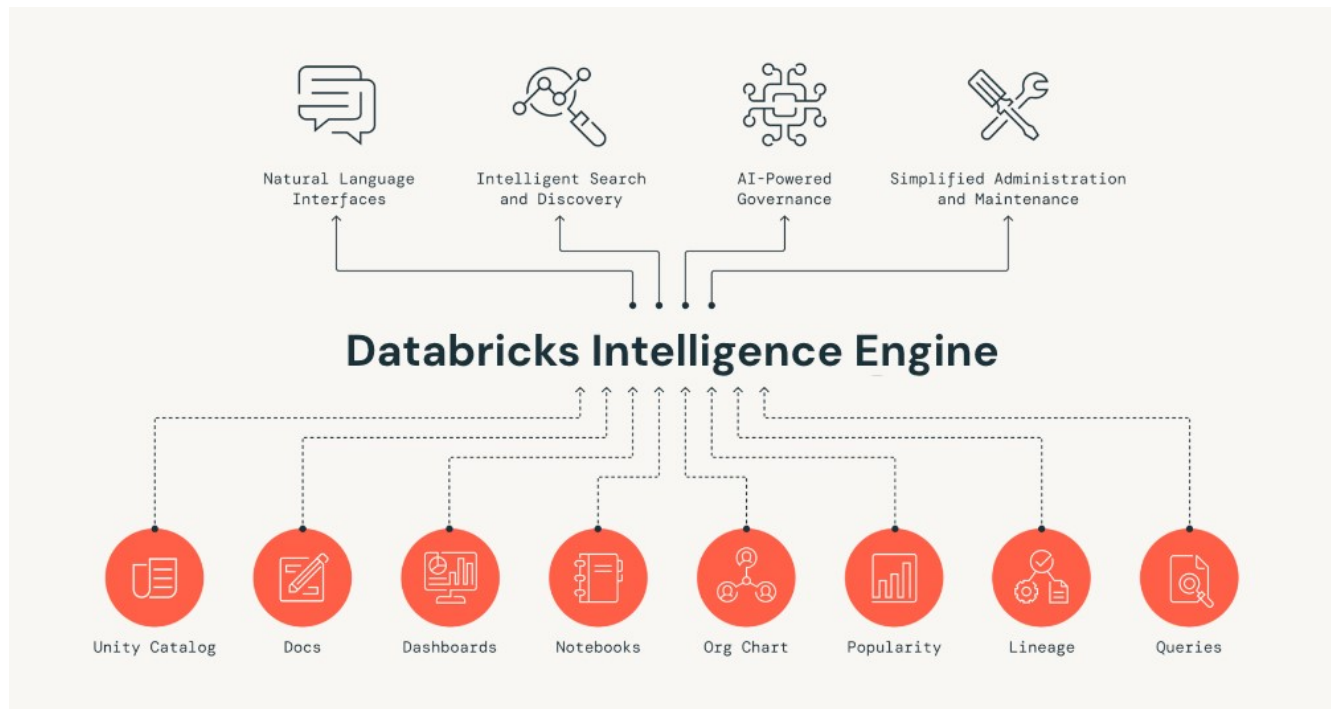 Natural Language
Interfaces
Intelligent Search
and Discovery
AI-Powered
Governance
Simplified Administration
and Maintenance
Databricks Intelligence Engine
Unity Catalog
Docs
Dashboards
Notebooks
Org Chart
Popularity
Lineage
Queries